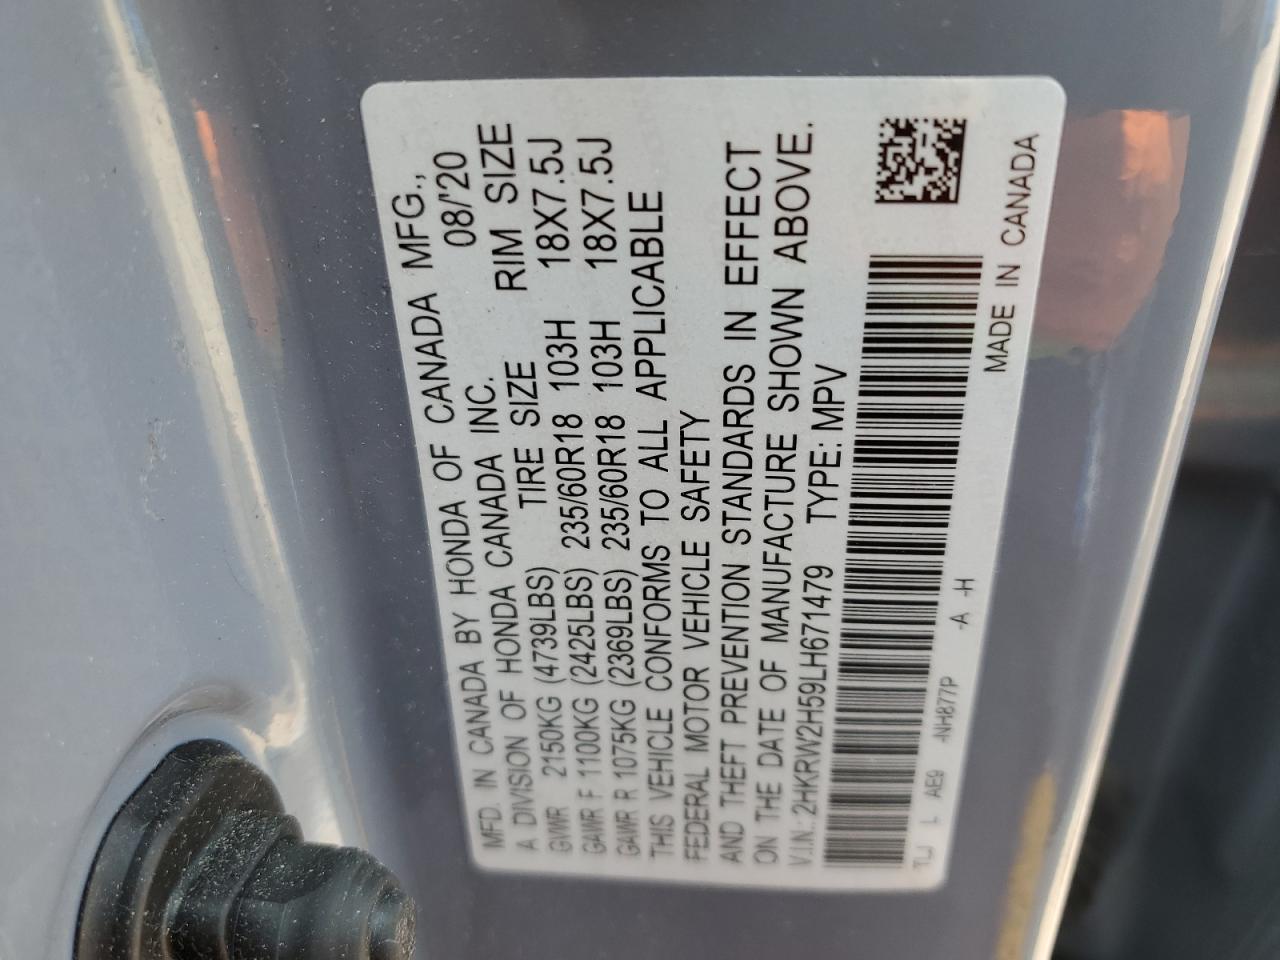 MFD. IN CANADA BY HONDA OF CANADA MFG.,
A DIVISION OF HONDA CANADA INC. 08/'20
GVWR 2150KG (4739LBS) TIRE SIZE RIM SIZE
GAWR F 1100KG (2425LBS) 235/60R18 103H 18X7.5J
GAWR R 1075KG (2369LBS) 235/60R18 103H 18X7.5J
THIS VEHICLE CONFORMS TO ALL APPLICABLE
FEDERAL MOTOR VEHICLE SAFETY
AND THEFT PREVENTION STANDARDS IN EFFECT
ON THE DATE OF MANUFACTURE SHOWN ABOVE.
V.I.N.:2HKRW2H59LH671479 TYPE:MPV
TLJ L AE9 -NH877P -A -H
MADE IN CANADA